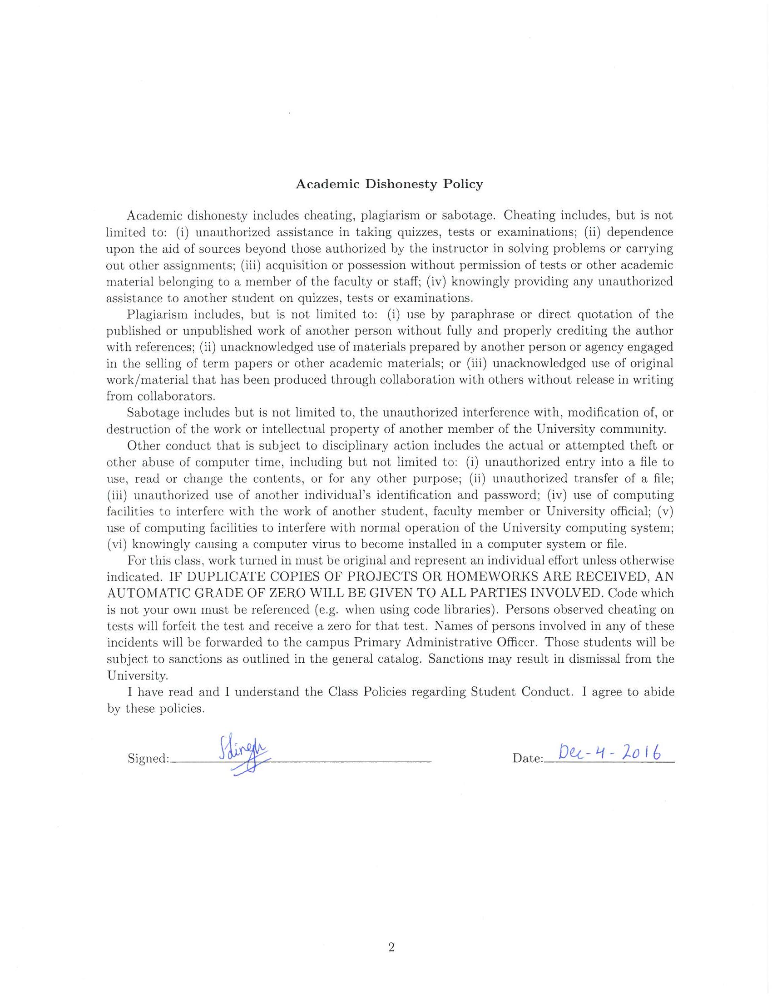 Academic Dishonesty Policy
Academic dishonesty includes cheating, plagiarism or sabotage. Cheating includes, but is not
limited to: (i) unauthorized assistance in taking quizzes, tests or examinations; (ii) dependence
upon the aid of sources beyond those authorized by the instructor in solving problems or carrying
out other assignments; (iii) acquisition or possession without permission of tests or other academic
material belonging to a member of the faculty or staff; (iv) knowingly providing any unauthorized
assistance to another student on quizzes, tests or examinations.
Plagiarism includes, but is not limited to: (i) use by paraphrase or direct quotation of the
published or unpublished work of another person without fully and properly crediting the author
with references; (ii) unacknowledged use of materials prepared by another person or agency engaged
in the selling of term papers or other academic materials; or (iii) unacknowledged use of original
work/material that has been produced through collaboration with others without release in writing
from collaborators.
Sabotage includes but is not limited to, the unauthorized interference with, modification of, or
destruction of the work or intellectual property of another member of the University community.
Other conduct that is subject to disciplinary action includes the actual or attempted theft or
other abuse of computer time, including but not limited to: (i) unauthorized entry into a file to
use, read or change the contents, or for any other purpose; (ii) unauthorized transfer of a file;
(iii) unauthorized use of another individual's identification and password; (iv) use of computing
facilities to interfere with the work of another student, faculty member or University official; (v)
use of computing facilities to interfere with normal operation of the University computing system;
(vi) knowingly causing a computer virus to become installed in a computer system or file.
For this class, work turned in must be original and represent an individual effort unless otherwise
indicated. IF DUPLICATE COPIES OF PROJECTS OR HOMEWORKS ARE RECEIVED, AN
AUTOMATIC GRADE OF ZERO WILL BE GIVEN TO ALL PARTIES INVOLVED. Code which
is not your own must be referenced (e.g. when using code libraries). Persons observed cheating on
tests will forfeit the test and receive a zero for that test. Names of persons involved in any of these
incidents will be forwarded to the campus Primary Administrative Officer. Those students will be
subject to sanctions as outlined in the general catalog. Sanctions may result in dismissal from the
University.
I have read and I understand the Class Policies regarding Student Conduct. I agree to abide
by these policies.
Signed: Date: Dec-4-2016
2